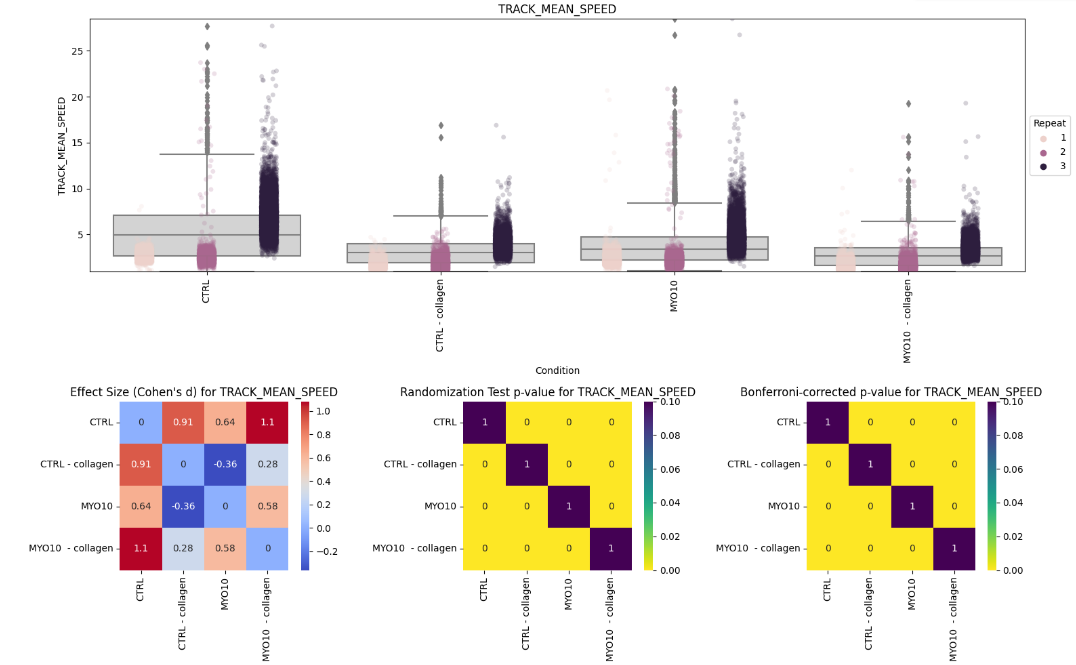 TRACK_MEAN_SPEED
TRACK_MEAN_SPEED
25
20
15
10
5
CTRL
CTRL - collagen
MYO10
MYO10  - collagen
Condition
Repeat
1
2
3
Effect Size (Cohen's d) for TRACK_MEAN_SPEED
CTRL
0 0.91 0.64 1.1
CTRL - collagen
0.91 0 -0.36 0.28
MYO10
0.64 -0.36 0 0.58
MYO10  - collagen
1.1 0.28 0.58 0
CTRL
CTRL - collagen
MYO10
MYO10  - collagen
1.0
0.8
0.6
0.4
0.2
0.0
-0.2
Randomization Test p-value for TRACK_MEAN_SPEED
CTRL
1 0 0 0
CTRL - collagen
0 1 0 0
MYO10
0 0 1 0
MYO10  - collagen
0 0 0 1
CTRL
CTRL - collagen
MYO10
MYO10  - collagen
0.10
0.08
0.06
0.04
0.02
0.00
Bonferroni-corrected p-value for TRACK_MEAN_SPEED
CTRL
1 0 0 0
CTRL - collagen
0 1 0 0
MYO10
0 0 1 0
MYO10  - collagen
0 0 0 1
CTRL
CTRL - collagen
MYO10
MYO10  - collagen
0.10
0.08
0.06
0.04
0.02
0.00